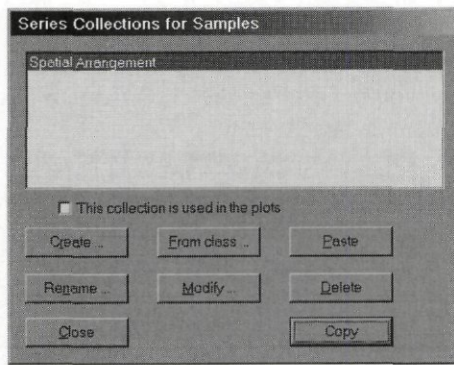 Series Collections for Samples
Spatial Arrangement
This collection is used in the plots
Create ... From class ... Paste
Rename ... Modify ... Delete
Close Copy